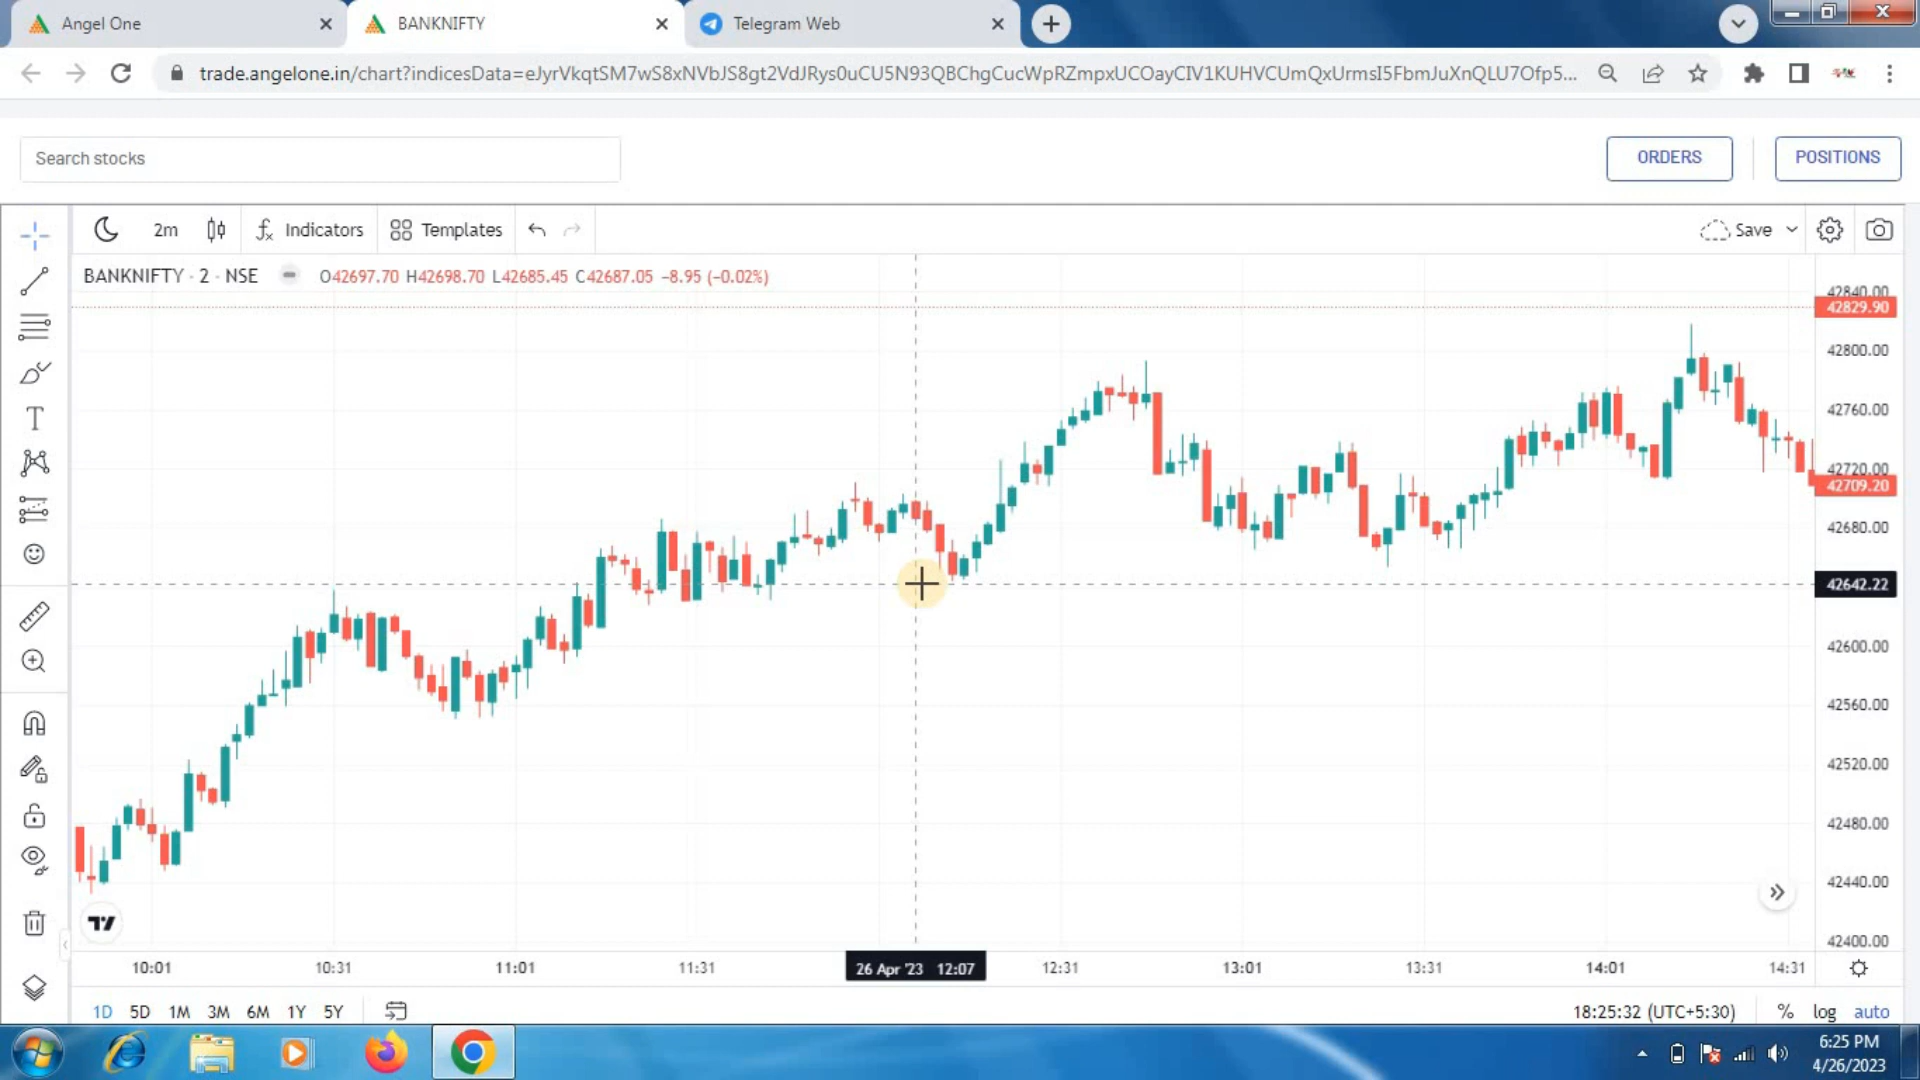 Angel One
BANKNIFTY
Telegram Web
trade.angelone.in/chart?indicesData=eJyrVkqtSM7wS8xNVbJS8gt2VdJRys0uCU5N93QBChgCucWpRZmpxUCOayCIV1KUHVCUmQxUrmsI5FbmJuXnQLU7Ofp5...
Search stocks
ORDERS
POSITIONS
2m
Indicators
Templates
Save
BANKNIFTY · 2 · NSE
O42697.70 H42698.70 L42685.45 C42687.05 −8.95 (−0.02%)
42840.00
42829.90
42800.00
42760.00
42720.00
42709.20
42680.00
42642.22
42600.00
42560.00
42520.00
42480.00
42440.00
42400.00
10:01
10:31
11:01
11:31
26 Apr '23 12:07
12:31
13:01
13:31
14:01
14:31
1D 5D 1M 3M 6M 1Y 5Y
18:25:32 (UTC+5:30)
% log auto
6:25 PM
4/26/2023